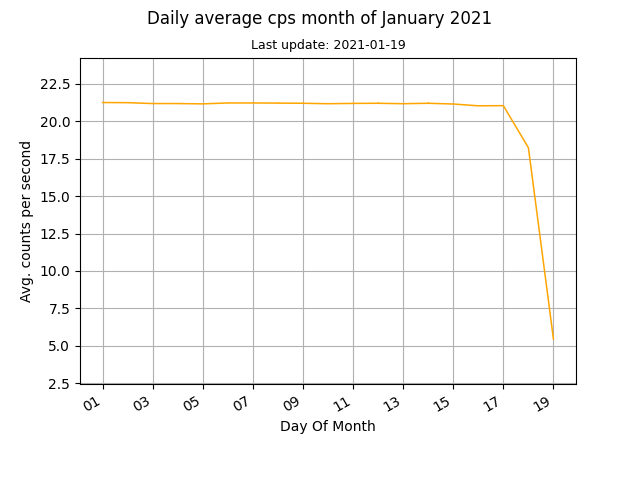 Daily average cps month of January 2021
Last update: 2021-01-19
Avg. counts per second
22.5
20.0
17.5
15.0
12.5
10.0
7.5
5.0
2.5
01 03 05 07 09 11 13 15 17 19
Day Of Month